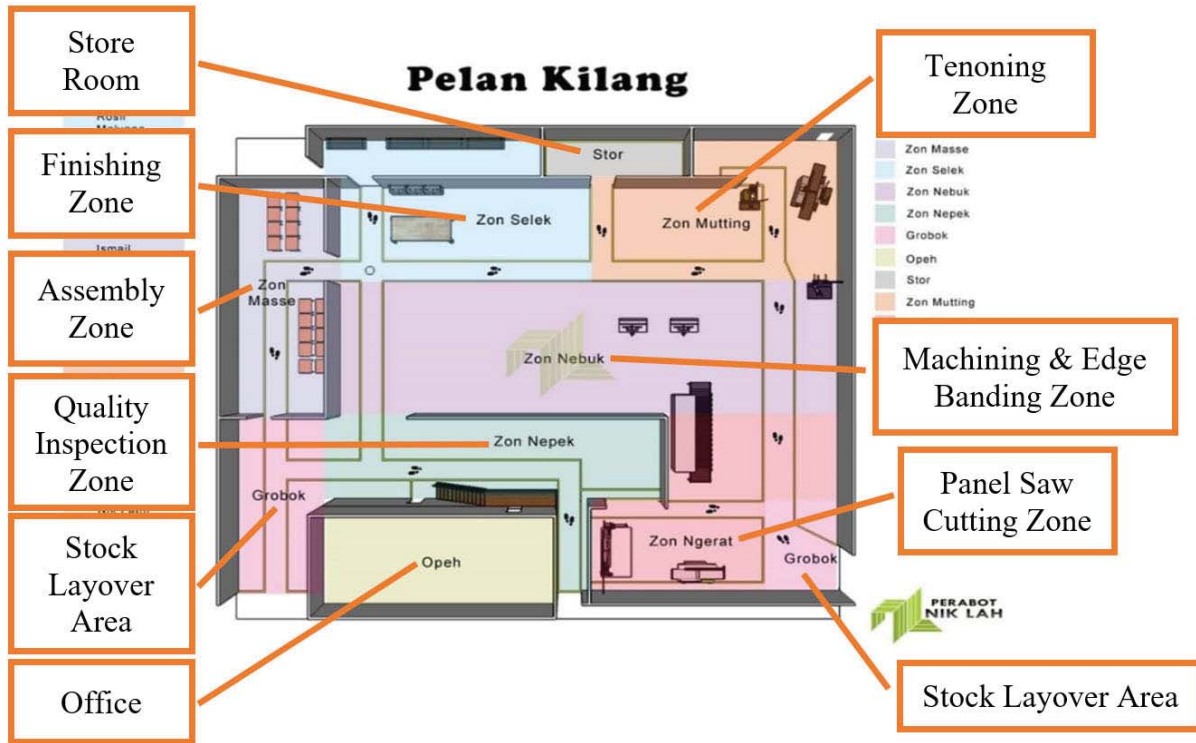 Store
Room
Pelan Kilang
Tenoning
Zone
Finishing
Zone
Ismail
Assembly
Zone
Quality
Inspection
Zone
Stock
Layover
Area
Office
Stor
Zon Selek
Zon Mutting
Zon
Masse
Zon Nebuk
Zon Nepek
Grobok
Opeh
Zon Ngerat
Grobok
Zon Masse
Zon Selek
Zon Nebuk
Zon Nepek
Grobok
Opeh
Stor
Zon Mutting
Machining & Edge
Banding Zone
Panel Saw
Cutting Zone
PERABOT
NIK LAH
Stock Layover Area